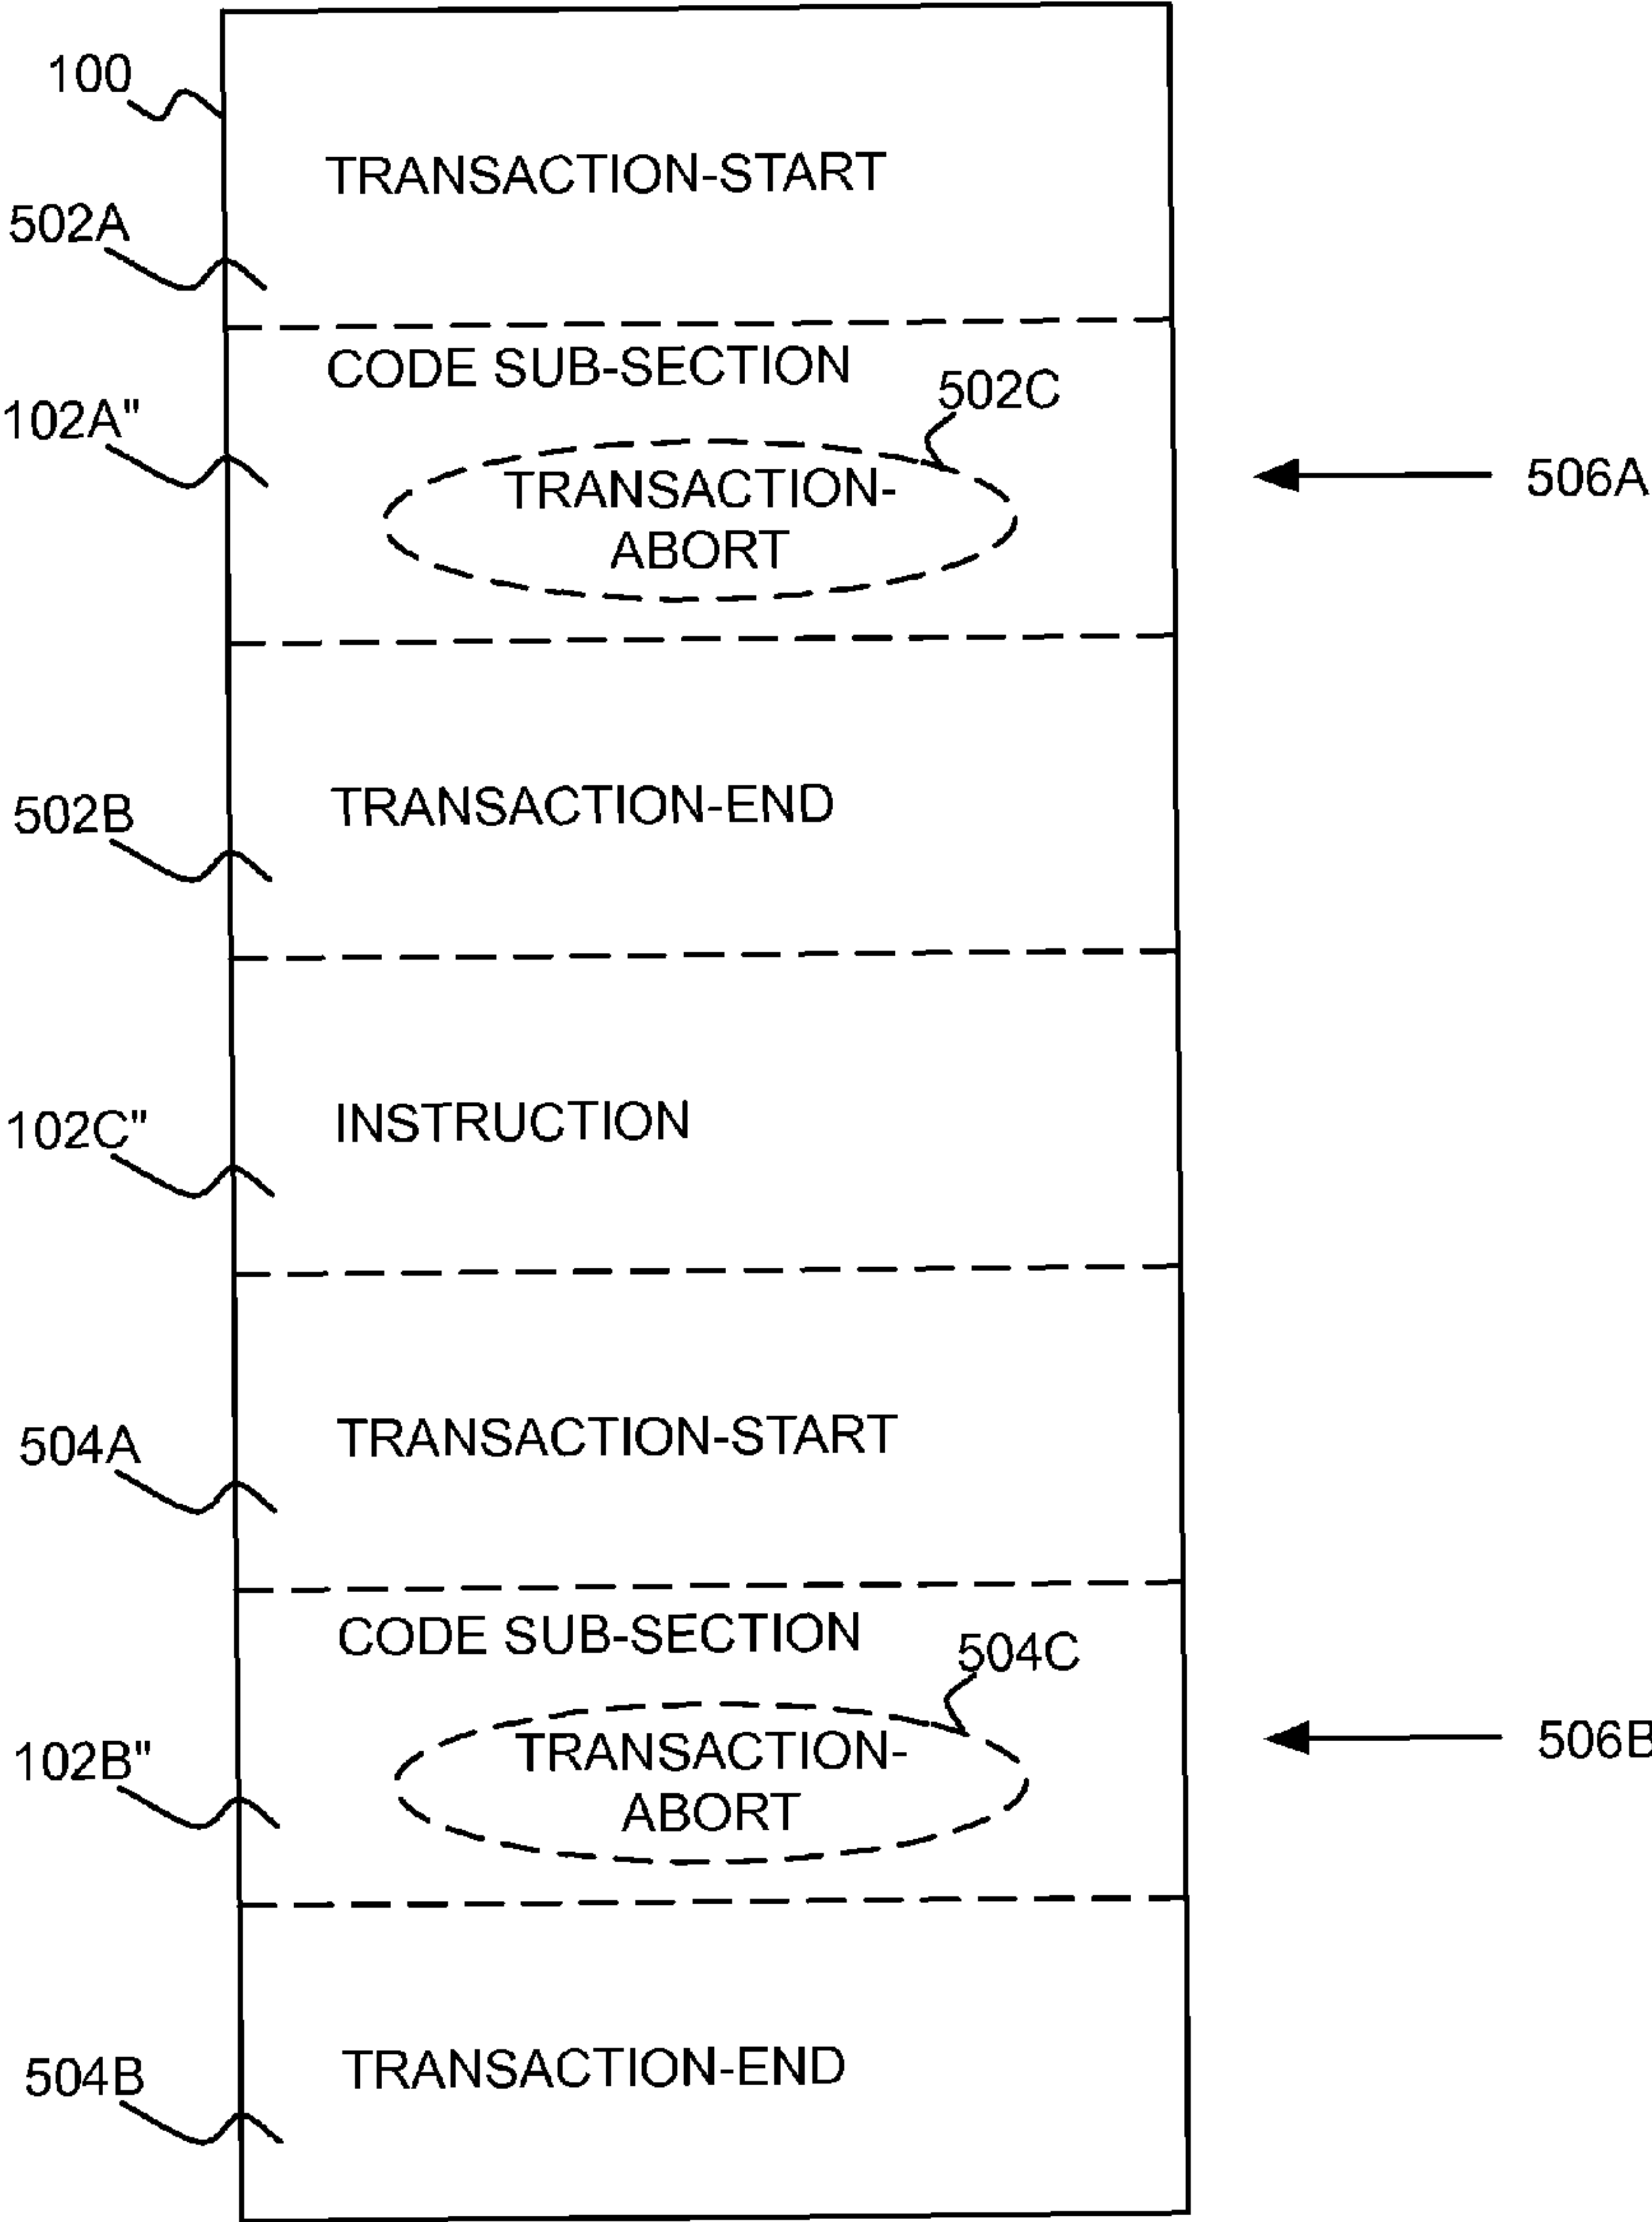 100
TRANSACTION-START
502A
CODE SUB-SECTION
502C
102A"
TRANSACTION-
ABORT
506A
502B
TRANSACTION-END
102C"
INSTRUCTION
504A
TRANSACTION-START
CODE SUB-SECTION
504C
102B"
TRANSACTION-
ABORT
506B
504B
TRANSACTION-END